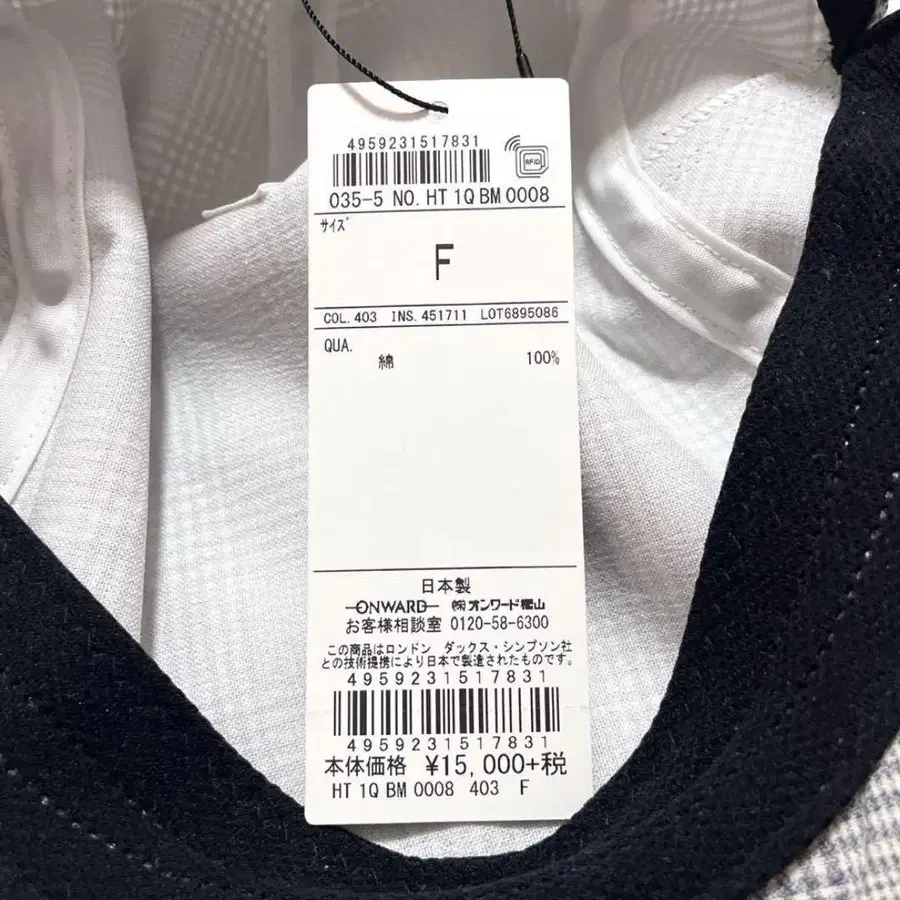 4959231517831
RFID
035-5 NO. HT 1Q BM 0008
サイズ
F
COL. 403 INS. 451711 LOT6895086
QUA.
綿 100%
日本製
ONWARD ㈱オンワード樫山
お客様相談室 0120-58-6300
この商品はロンドン ダックス・シンプソン社
との技術提携により日本で製造されたものです。
4959231517831
4959231517831
本体価格 ¥15,000+税
HT 1Q BM 0008 403 F